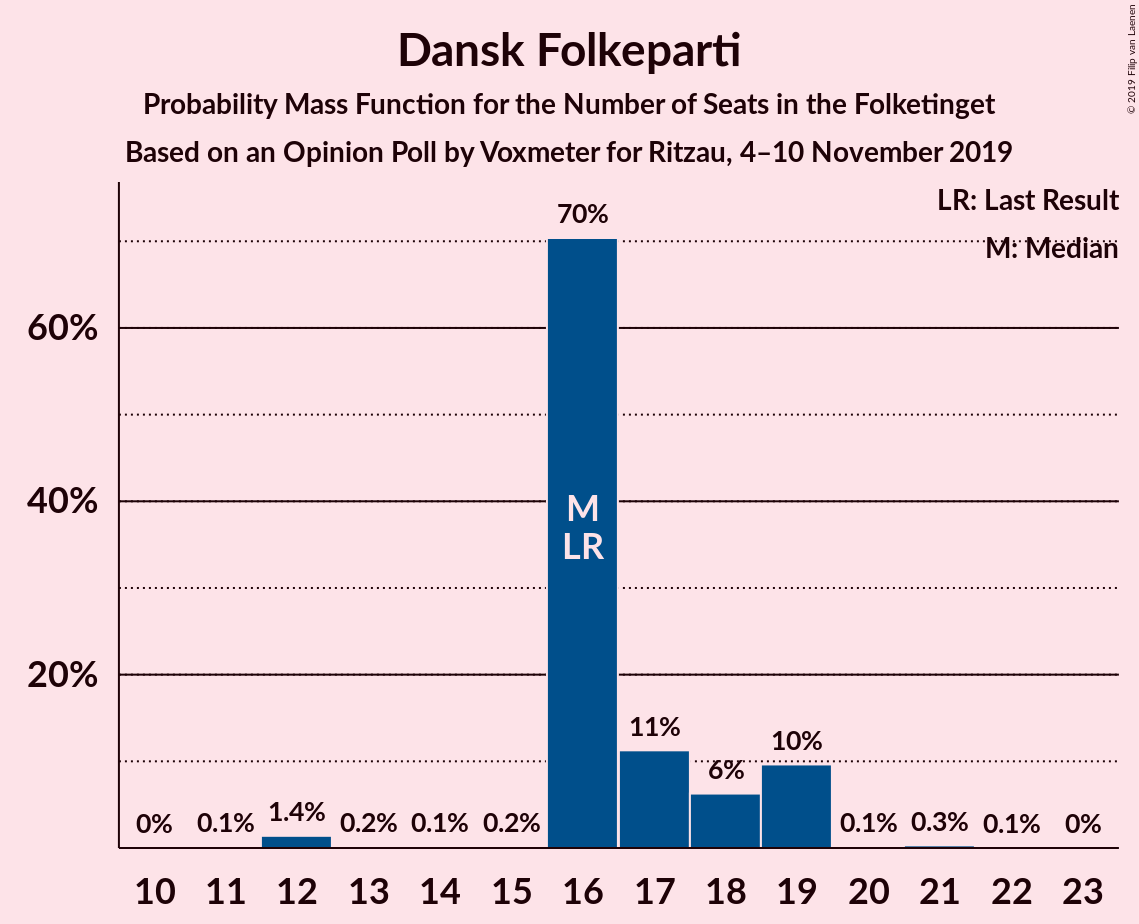 Dansk Folkeparti
Probability Mass Function for the Number of Seats in the Folketinget
Based on an Opinion Poll by Voxmeter for Ritzau, 4–10 November 2019
© 2019 Filip van Laenen
LR: Last Result
M: Median
60%
40%
20%
0%
0.1%
1.4%
0.2%
0.1%
0.2%
70%
11%
6%
10%
0.1%
0.3%
0.1%
0%
M
LR
10 11 12 13 14 15 16 17 18 19 20 21 22 23